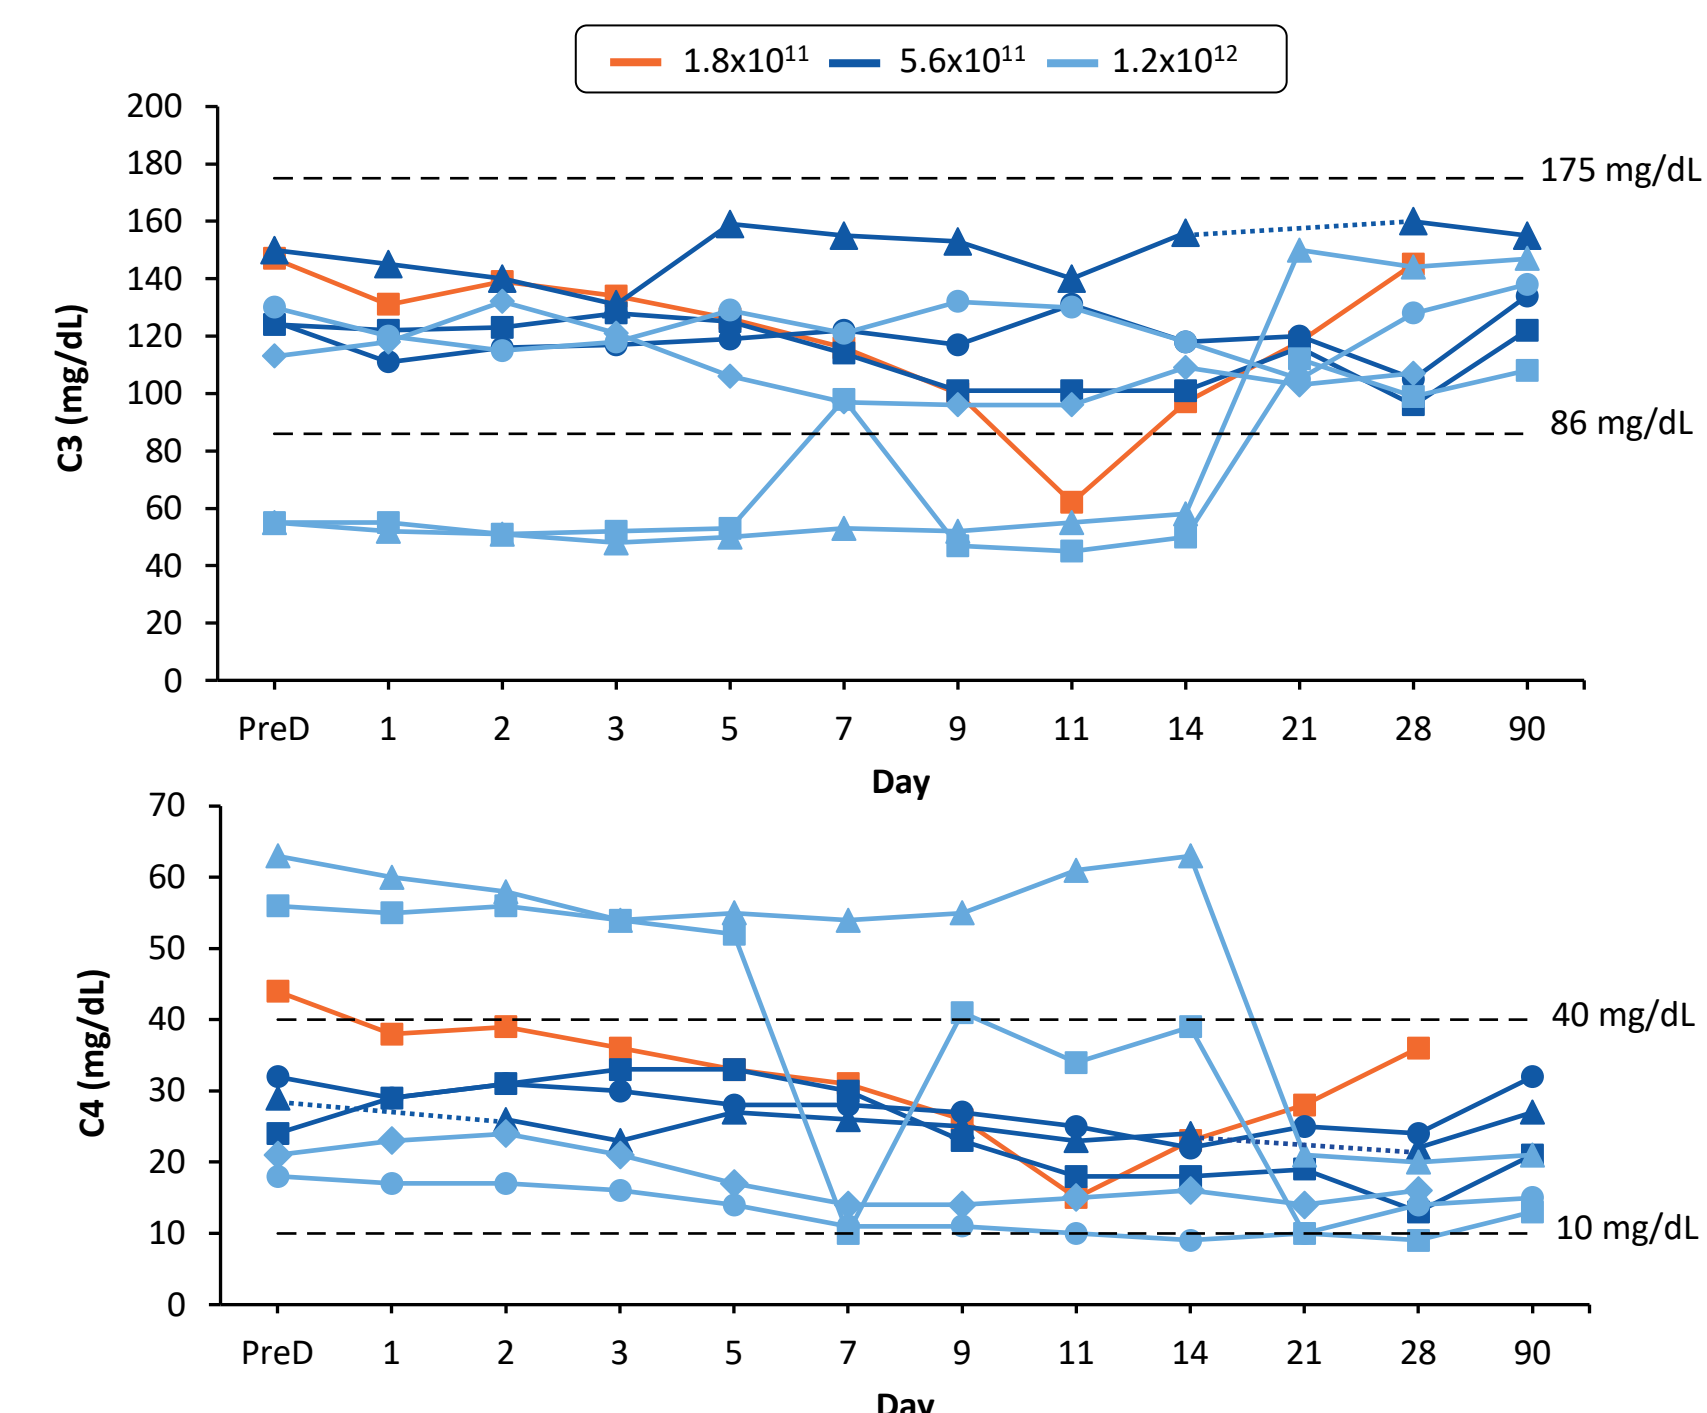 1.8x10¹¹ 5.6x10¹¹ 1.2x10¹²
200
180
160
140
120
100
80
60
40
20
0
C3 (mg/dL)
175 mg/dL
86 mg/dL
PreD 1 2 3 5 7 9 11 14 21 28 90
Day
70
60
50
40
30
20
10
0
C4 (mg/dL)
40 mg/dL
10 mg/dL
PreD 1 2 3 5 7 9 11 14 21 28 90
Day